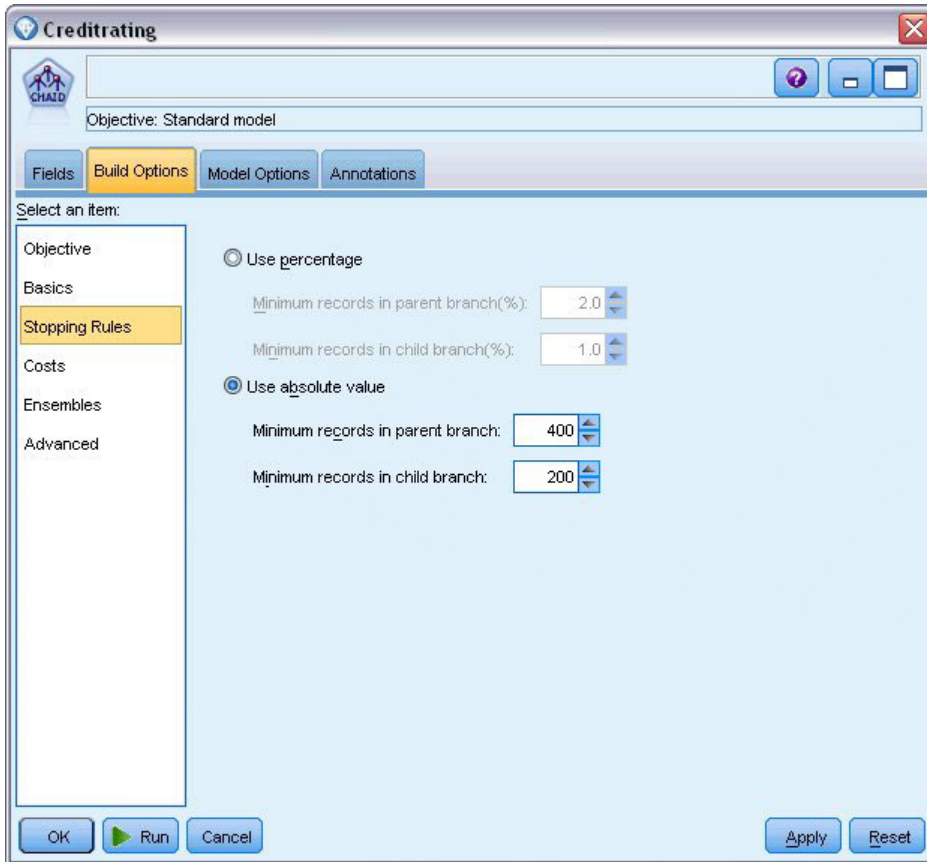 Creditrating
CHAID
?
Objective: Standard model
Fields Build Options Model Options Annotations
Select an item:
Objective
Basics
Stopping Rules
Costs
Ensembles
Advanced
Use percentage
Minimum records in parent branch(%): 2.0
Minimum records in child branch(%): 1.0
Use absolute value
Minimum records in parent branch: 400
Minimum records in child branch: 200
OK Run Cancel Apply Reset